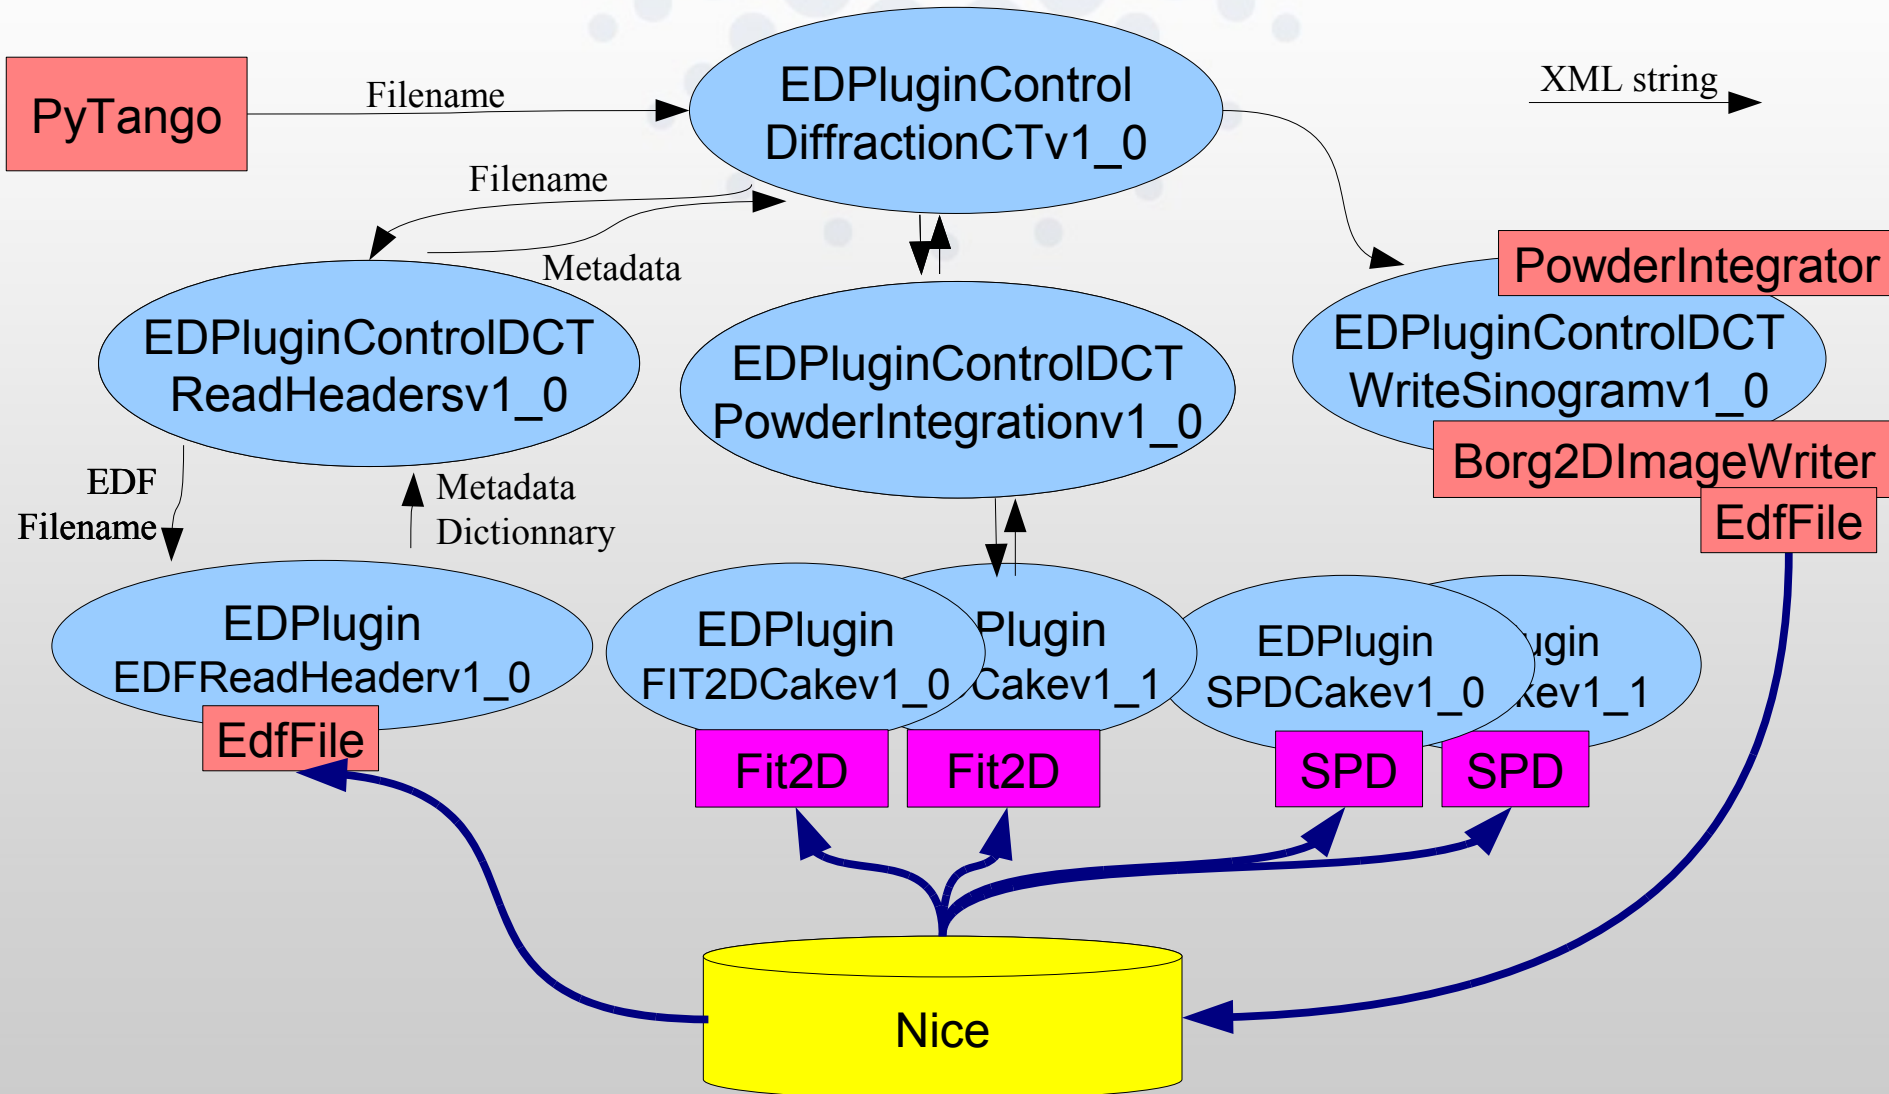 PyTango
Filename
EDPluginControl
DiffractionCTv1_0
XML string
Filename
Metadata
PowderIntegrator
EDPluginControlDCT
ReadHeadersv1_0
EDPluginControlDCT
PowderIntegrationv1_0
EDPluginControlDCT
WriteSinogramv1_0
Borg2DImageWriter
EdfFile
EDF
Filename
Metadata
Dictionnary
EDPlugin
EDFReadHeaderv1_0
EdfFile
EDPlugin
FIT2DCakev1_0
Plugin
Cakev1_1
EDPlugin
SPDCakev1_0
ugin
kev1_1
Fit2D
Fit2D
SPD
SPD
Nice